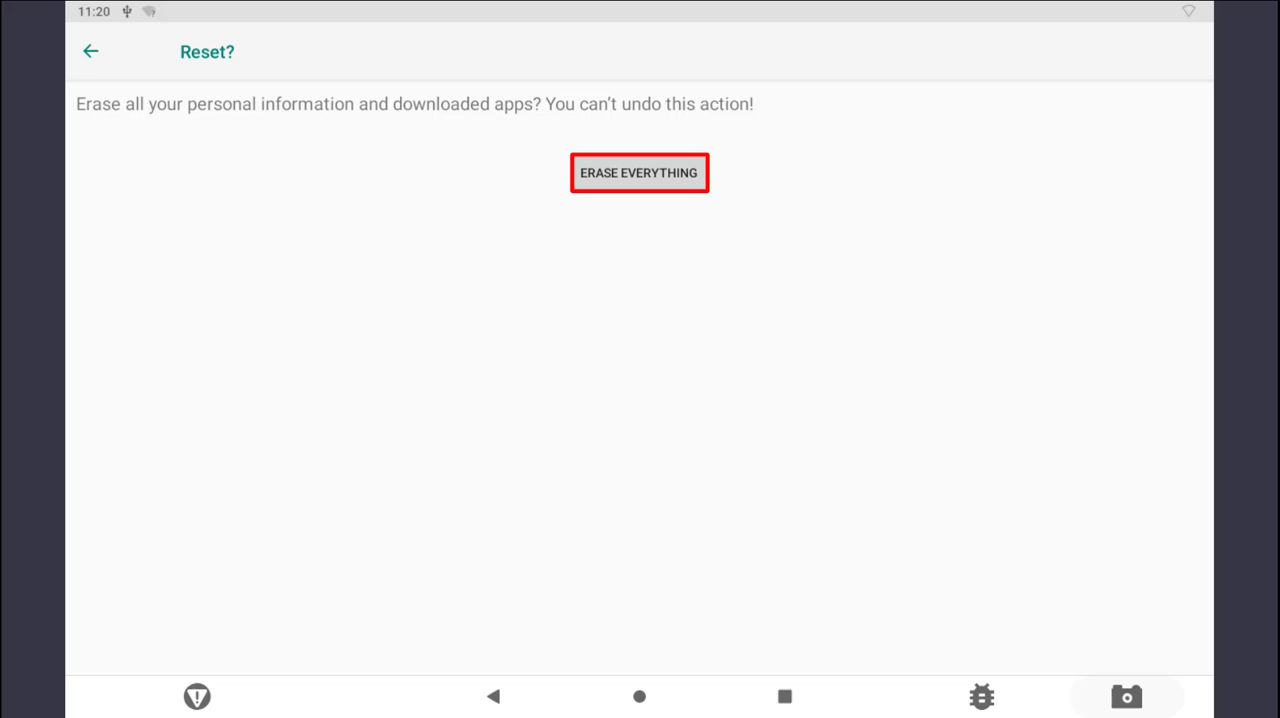 11:20
Reset?
Erase all your personal information and downloaded apps? You can’t undo this action!
ERASE EVERYTHING